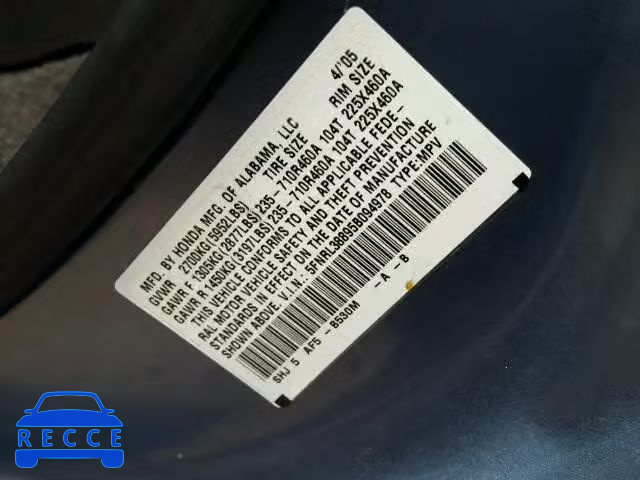 MFD. BY HONDA MFG. OF ALABAMA, LLC 4/'05
GVWR 2700KG(5952LBS) TIRE SIZE RIM SIZE
GAWR F 1305KG(2877LBS)235-710R460A 104T 225X460A
GAWR R 1450KG(3197LBS)235-710R460A 104T 225X460A
THIS VEHICLE CONFORMS TO ALL APPLICABLE FEDE-
RAL MOTOR VEHICLE SAFETY AND THEFT PREVENTION
STANDARDS IN EFFECT ON THE DATE OF MANUFACTURE
SHOWN ABOVE. V.I.N.: 5FNRL38895B094978 TYPE:MPV
SHJ 5 AF5 - B530M - A - B
RECCE